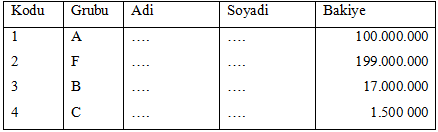 Kodu Grubu Adi Soyadi Bakiye
1 A …. …. 100.000.000
2 F …. …. 199.000.000
3 B …. …. 17.000.000
4 C …. …. 1.500 000